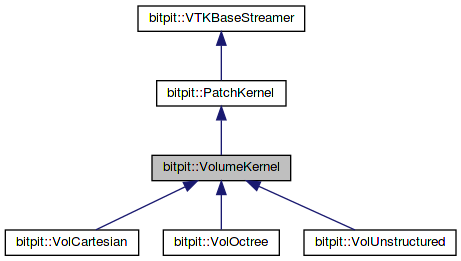 bitpit::VTKBaseStreamer
bitpit::PatchKernel
bitpit::VolumeKernel
bitpit::VolCartesian
bitpit::VolOctree
bitpit::VolUnstructured